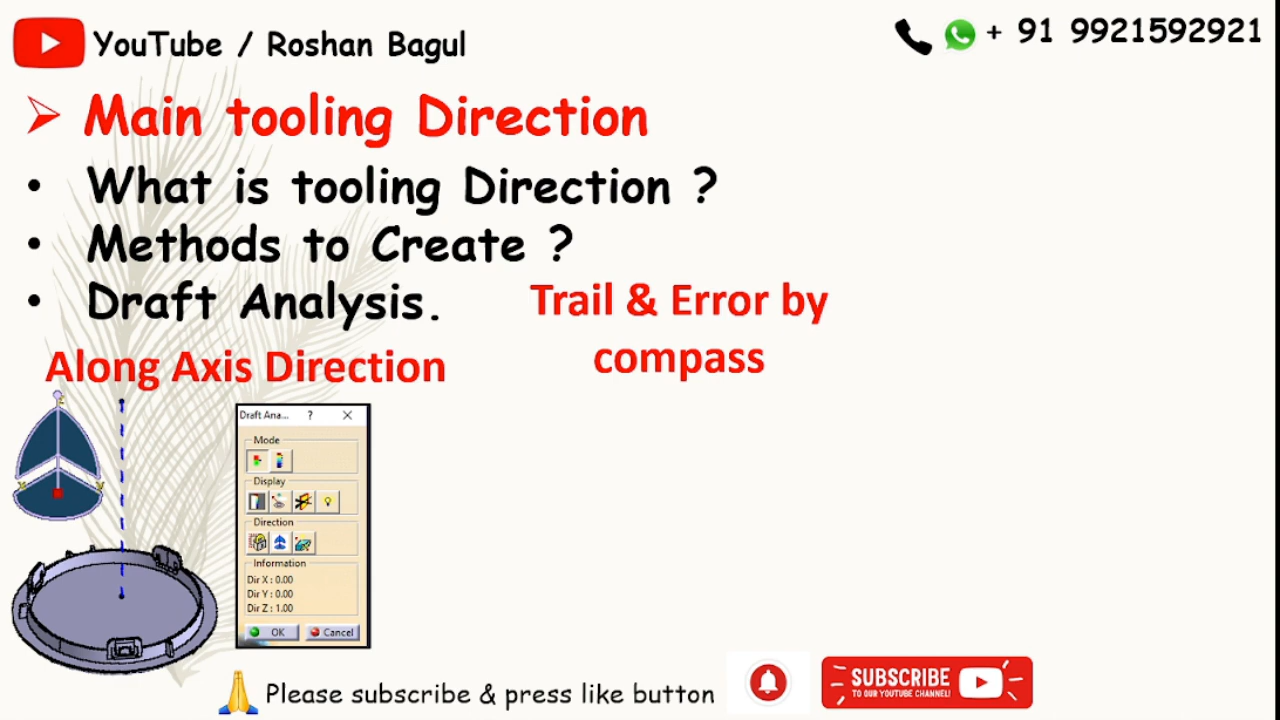 YouTube / Roshan Bagul
+ 91 9921592921
Main tooling Direction
• What is tooling Direction ?
• Methods to Create ?
• Draft Analysis.
Trail & Error by
compass
Along Axis Direction
Draft Ana... ?
Mode
Display
Direction
Information
Dir X : 0.00
Dir Y : 0.00
Dir Z : 1.00
OK Cancel
Please subscribe & press like button
SUBSCRIBE
TO OUR YOUTUBE CHANNEL!